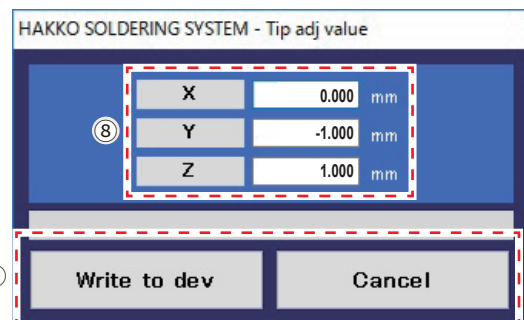 HAKKO SOLDERING SYSTEM - Tip adj value
X 0.000 mm
⑧ Y -1.000 mm
Z 1.000 mm
Write to dev Cancel